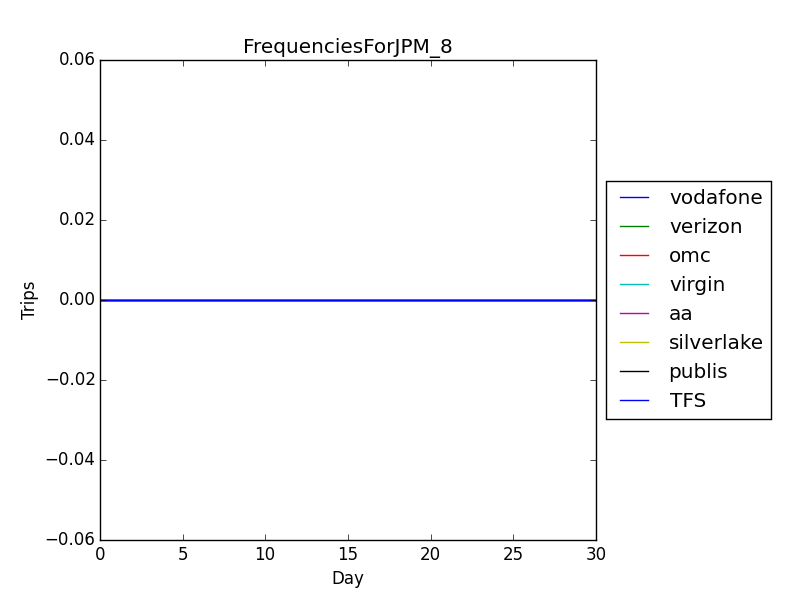 FrequenciesForJPM_8
0.06
0.04
0.02
0.00
−0.02
−0.04
−0.06
Trips
0 5 10 15 20 25 30
Day
vodafone
verizon
omc
virgin
aa
silverlake
publis
TFS